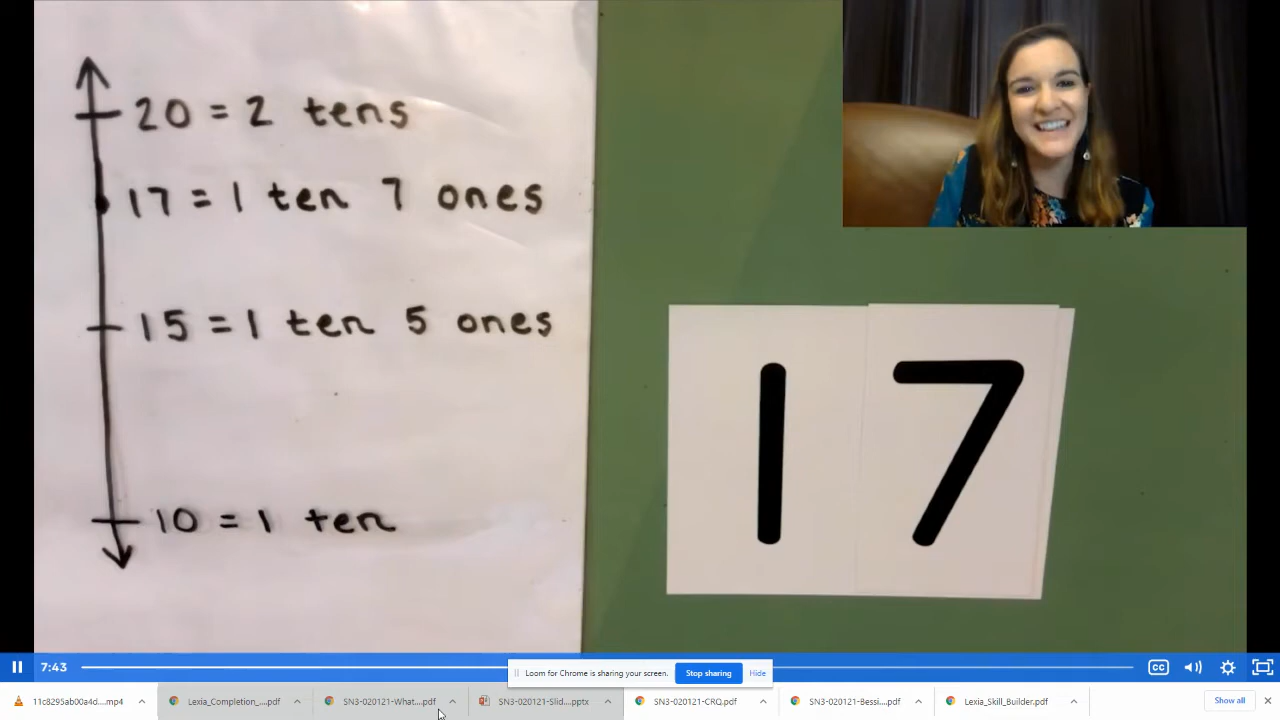 20 = 2 tens
17 = 1 ten 7 ones
15 = 1 ten 5 ones
10 = 1 ten
17
7:43
Loom for Chrome is sharing your screen. Stop sharing Hide
CC
11c8295ab00a4d....mp4 Lexia_Completion_...pdf SN3-020121-What....pdf SN3-020121-Slid....pptx SN3-020121-CRQ.pdf SN3-020121-Bessi....pdf Lexia_Skill_Builder.pdf Show all